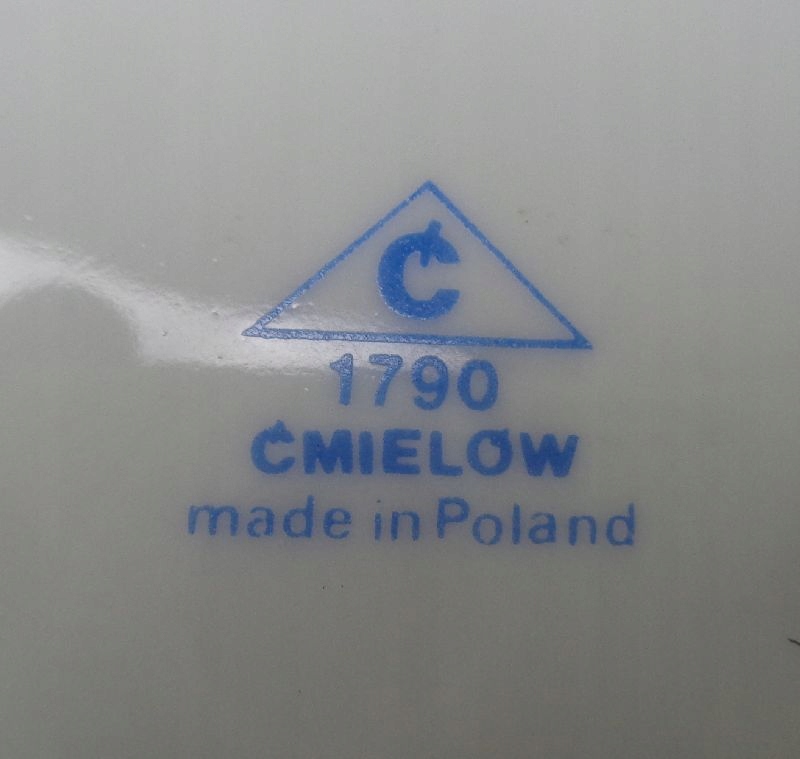 Ć
1790
ĆMIELÓW
made in Poland